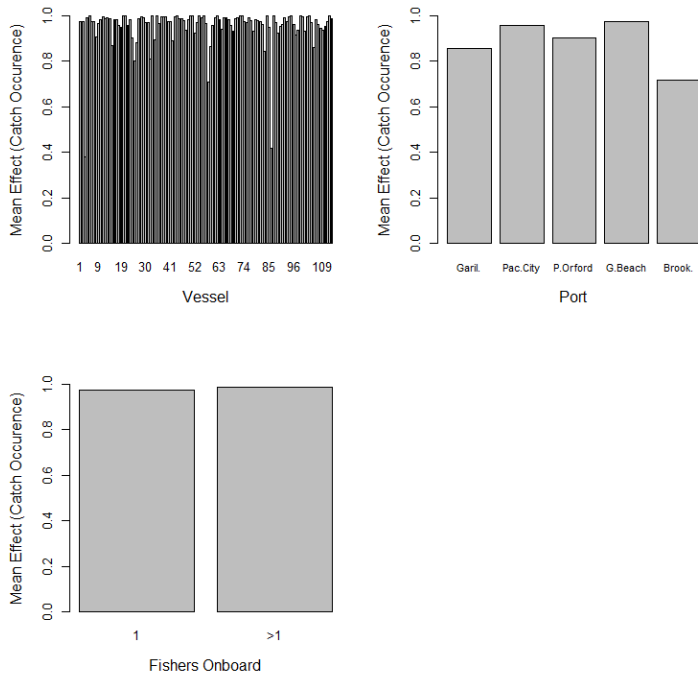 Mean Effect (Catch Occurence)
0.0 0.2 0.4 0.6 0.8 1.0
1 9 19 30 41 52 63 74 85 96 109
Vessel
Mean Effect (Catch Occurence)
0.0 0.2 0.4 0.6 0.8 1.0
Garil. Pac.City P.Orford G.Beach Brook.
Port
Mean Effect (Catch Occurence)
0.0 0.2 0.4 0.6 0.8 1.0
1 >1
Fishers Onboard